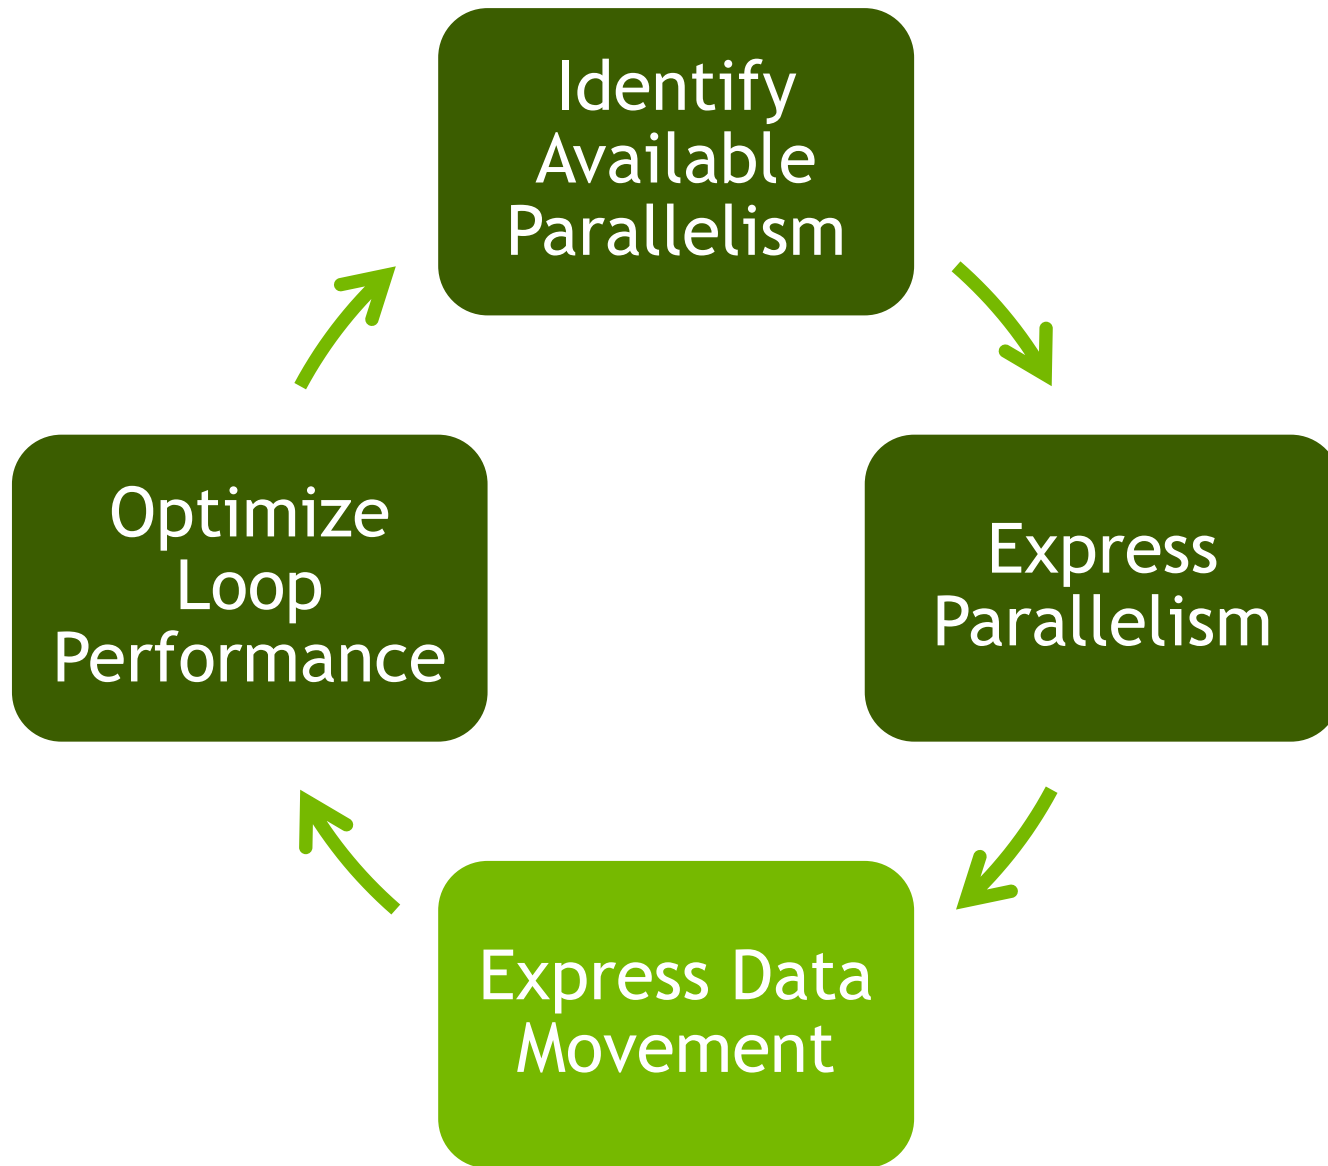 Identify
Available
Parallelism
Express
Parallelism
Express Data
Movement
Optimize
Loop
Performance